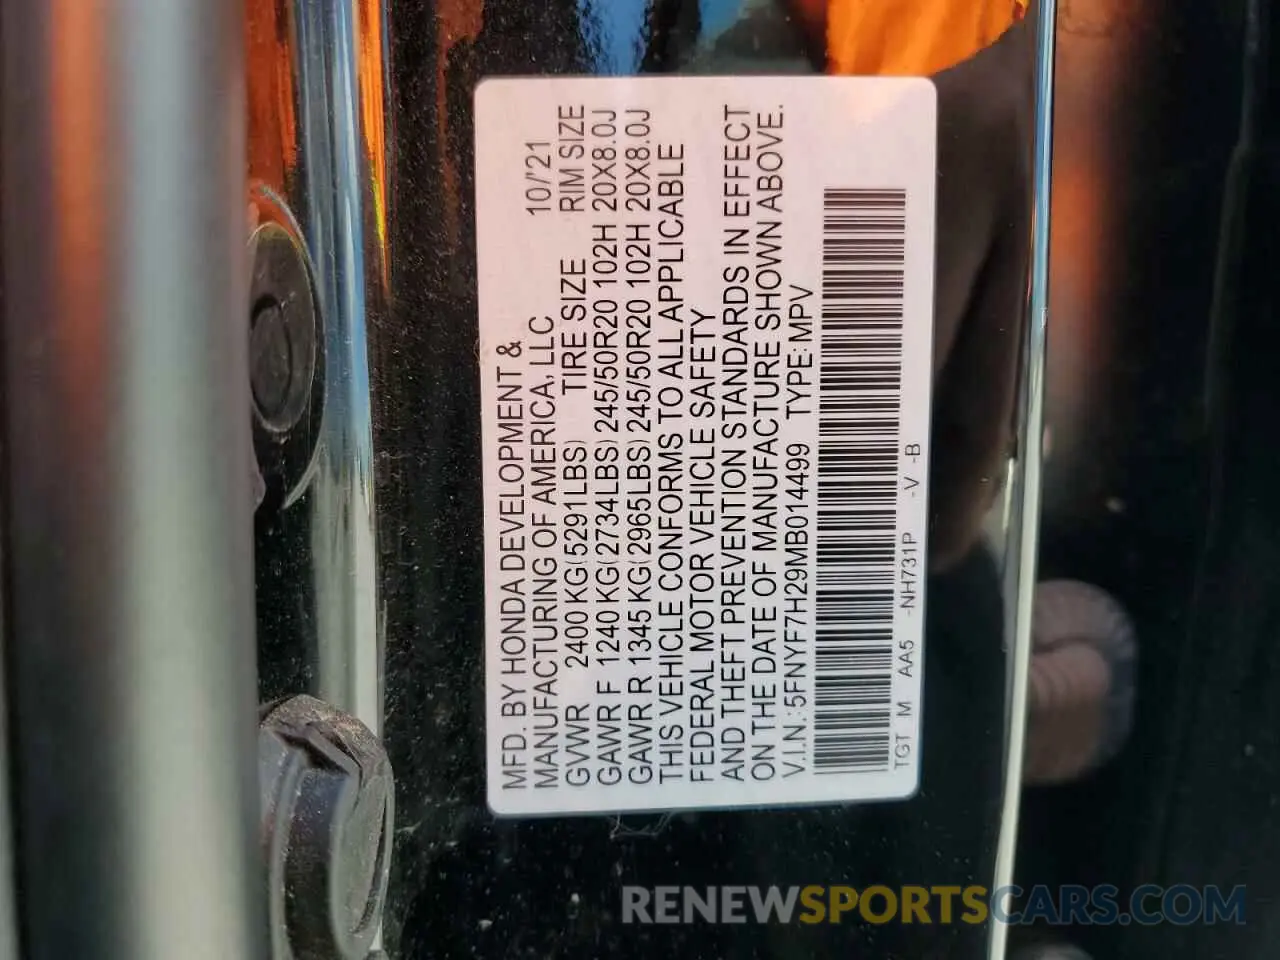 MFD. BY HONDA DEVELOPMENT &
MANUFACTURING OF AMERICA, LLC 10/'21
GVWR 2400 KG(5291LBS) TIRE SIZE RIM SIZE
GAWR F 1240 KG(2734LBS) 245/50R20 102H 20X8.0J
GAWR R 1345 KG(2965LBS) 245/50R20 102H 20X8.0J
THIS VEHICLE CONFORMS TO ALL APPLICABLE
FEDERAL MOTOR VEHICLE SAFETY
AND THEFT PREVENTION STANDARDS IN EFFECT
ON THE DATE OF MANUFACTURE SHOWN ABOVE.
V.I.N.: 5FNYF7H29MB014499 TYPE: MPV
TGT M AA5 -NH731P -V -B
RENEWSPORTSCARS.COM